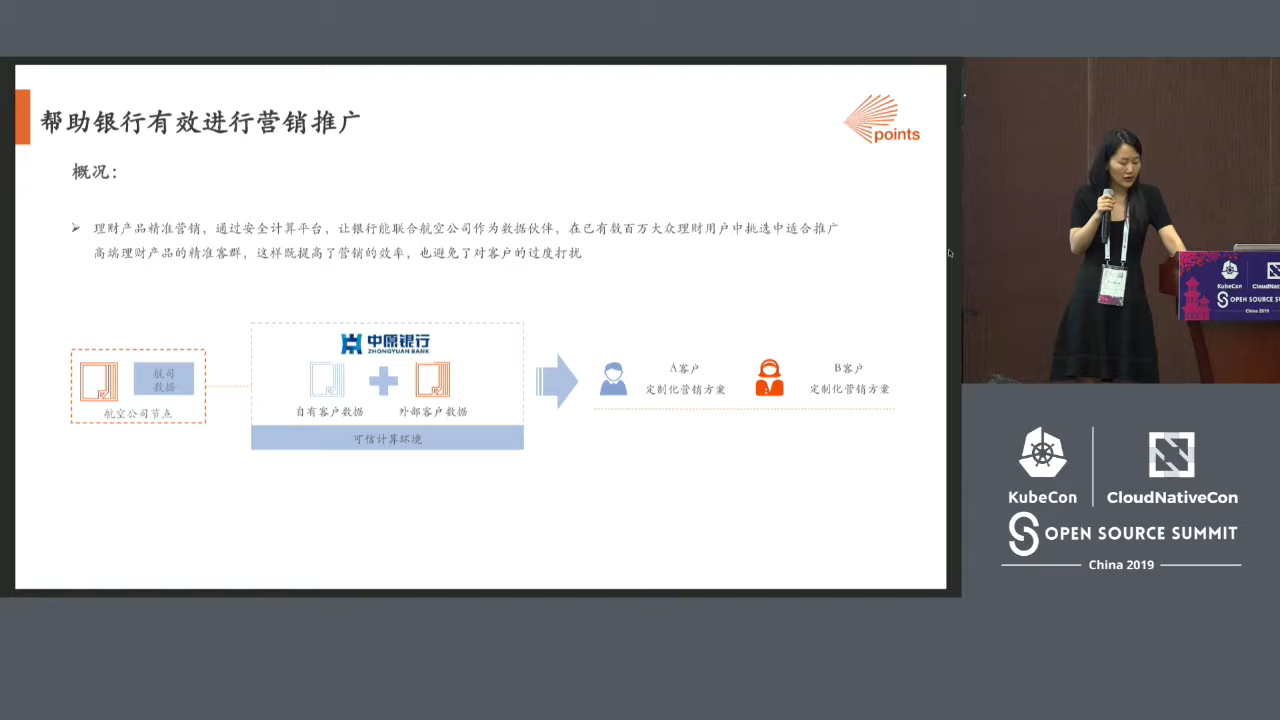 帮助银行有效进行营销推广
points
概况：
理财产品精准营销，通过安全计算平台，让银行能联合航空公司作为数据伙伴，在已有数百万大众理财用户中挑选中适合推广
高端理财产品的精准客群，这样既提高了营销的效率，也避免了对客户的过度打扰
航司
数据
航空公司节点
中原银行
ZHONGYUAN BANK
自有客户数据
外部客户数据
可信计算环境
A客户
定制化营销方案
B客户
定制化营销方案
KubeCon
OPEN SOURCE
China 2019
KubeCon
CloudNativeCon
OPEN SOURCE SUMMIT
China 2019